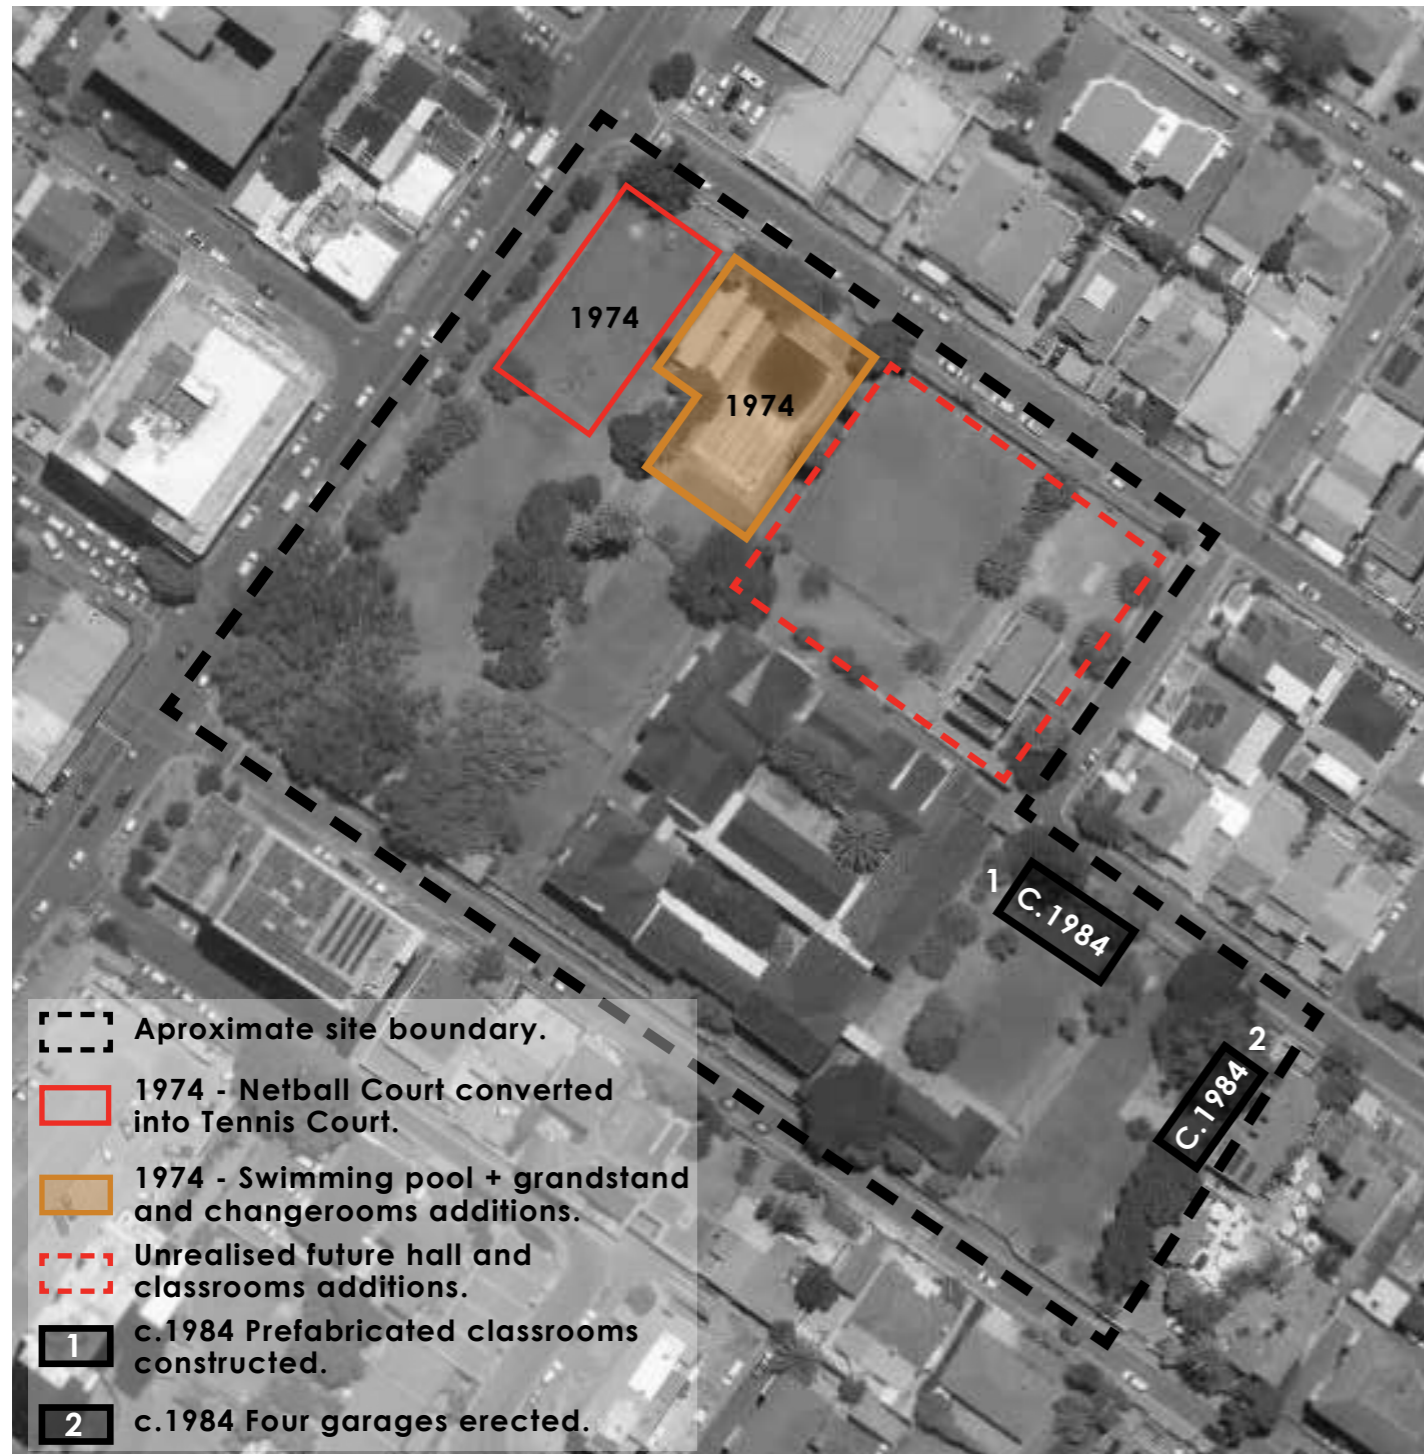 1974
1974
1
C.1984
2
C.1984
Aproximate site boundary.
1974 - Netball Court converted
into Tennis Court.
1974 - Swimming pool + grandstand
and changerooms additions.
Unrealised future hall and
classrooms additions.
1
c.1984 Prefabricated classrooms
constructed.
2
c.1984 Four garages erected.